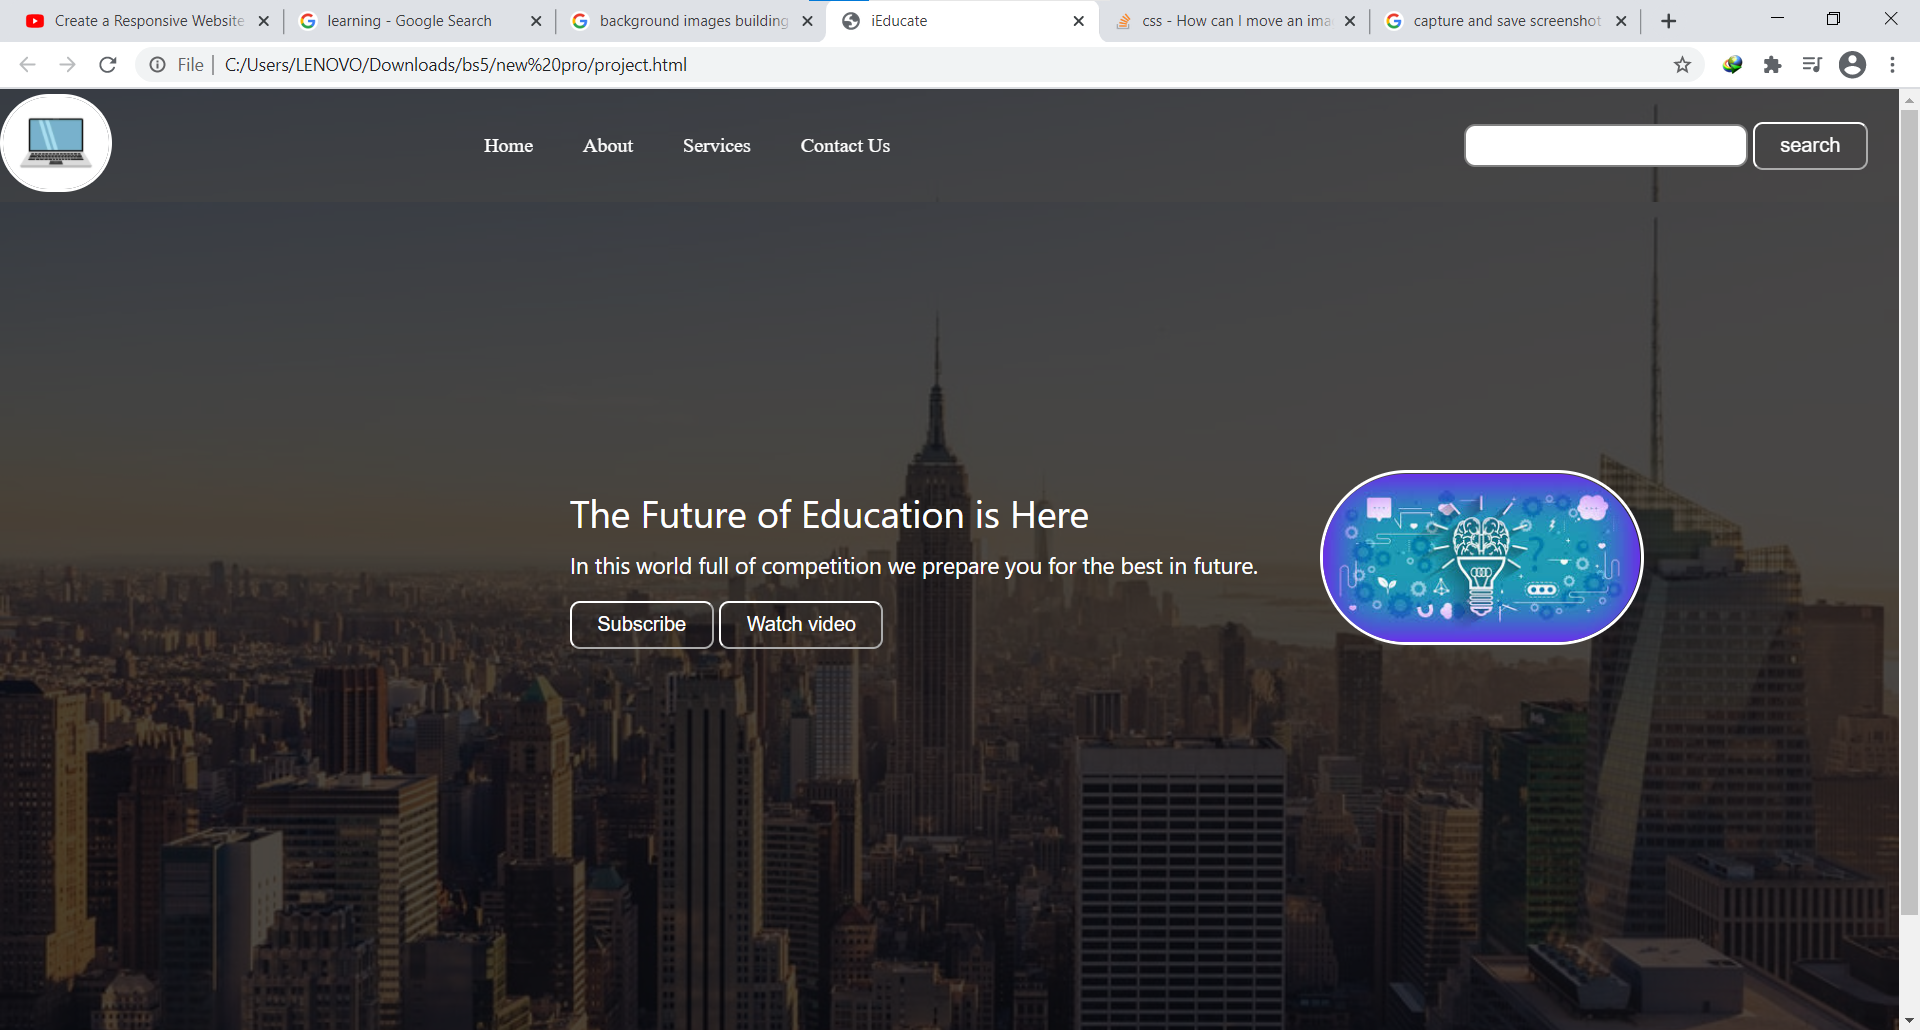 Create a Responsive Website
learning - Google Search
background images building
iEducate
css - How can I move an ima
capture and save screenshot
File
C:/Users/LENOVO/Downloads/bs5/new%20pro/project.html
Home
About
Services
Contact Us
search
The Future of Education is Here
In this world full of competition we prepare you for the best in future.
Subscribe
Watch video